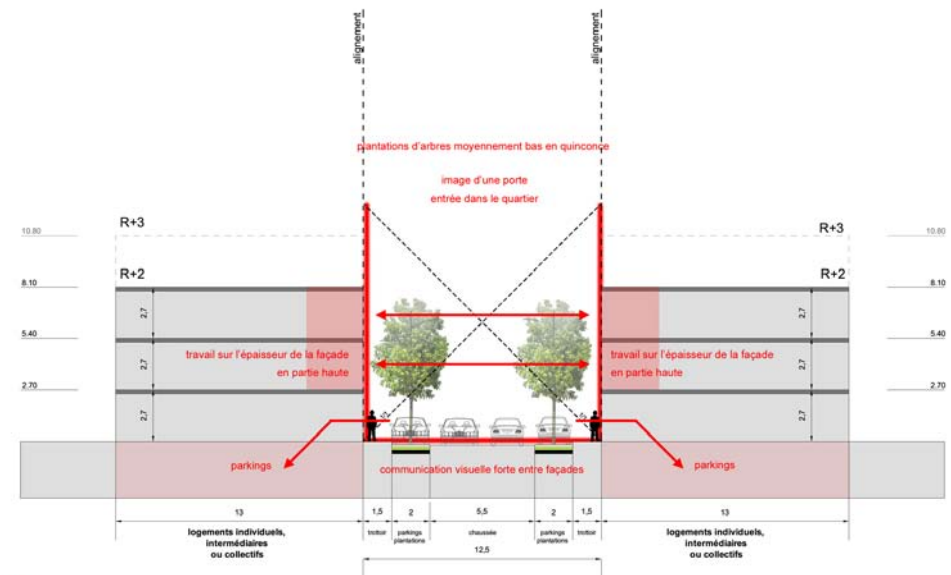 alignement
alignement
plantations d'arbres moyennement bas en quinconce
image d'une porte
entrée dans le quartier
R+3
R+3
10.80
10.80
R+2
R+2
8.10
8.10
2,7
2,7
5.40
5.40
travail sur l'épaisseur de la façade
en partie haute
travail sur l'épaisseur de la façade
en partie haute
2,7
2,7
2.70
2.70
2,7
2,7
parkings
communication visuelle forte entre façades
parkings
13
1,5
2
5,5
2
1,5
13
logements individuels,
intermédiaires
ou collectifs
trottoir
parkings
plantations
chaussée
parkings
plantations
trottoir
logements individuels,
intermédiaires
ou collectifs
12,5